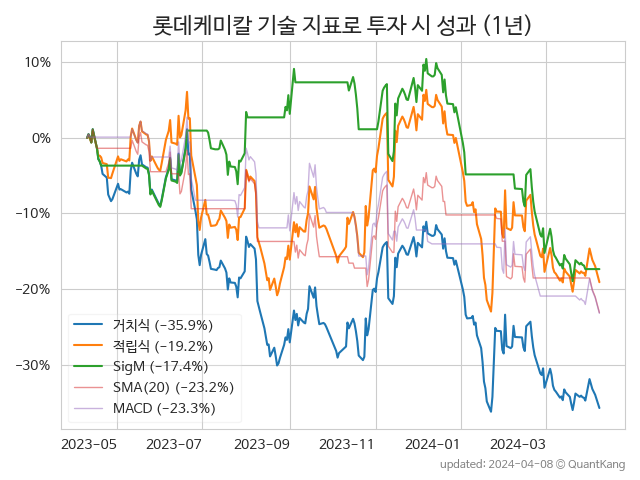 롯데케미칼 기술 지표로 투자 시 성과 (1년)
10%
0%
−10%
−20%
−30%
거치식 (−35.9%)
적립식 (−19.2%)
SigM (−17.4%)
SMA(20) (−23.2%)
MACD (−23.3%)
2023-05 2023-07 2023-09 2023-11 2024-01 2024-03
updated: 2024-04-08 © QuantKang